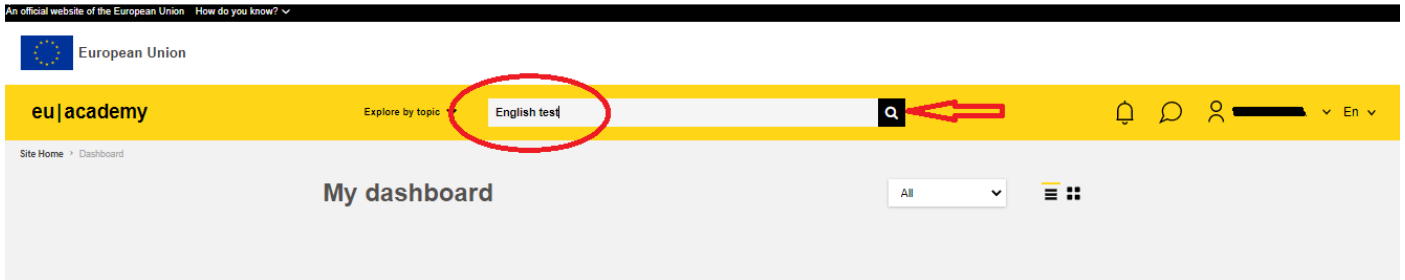 An official website of the European Union How do you know?
European Union
eu|academy Explore by topic English test En
Site Home > Dashboard
My dashboard All